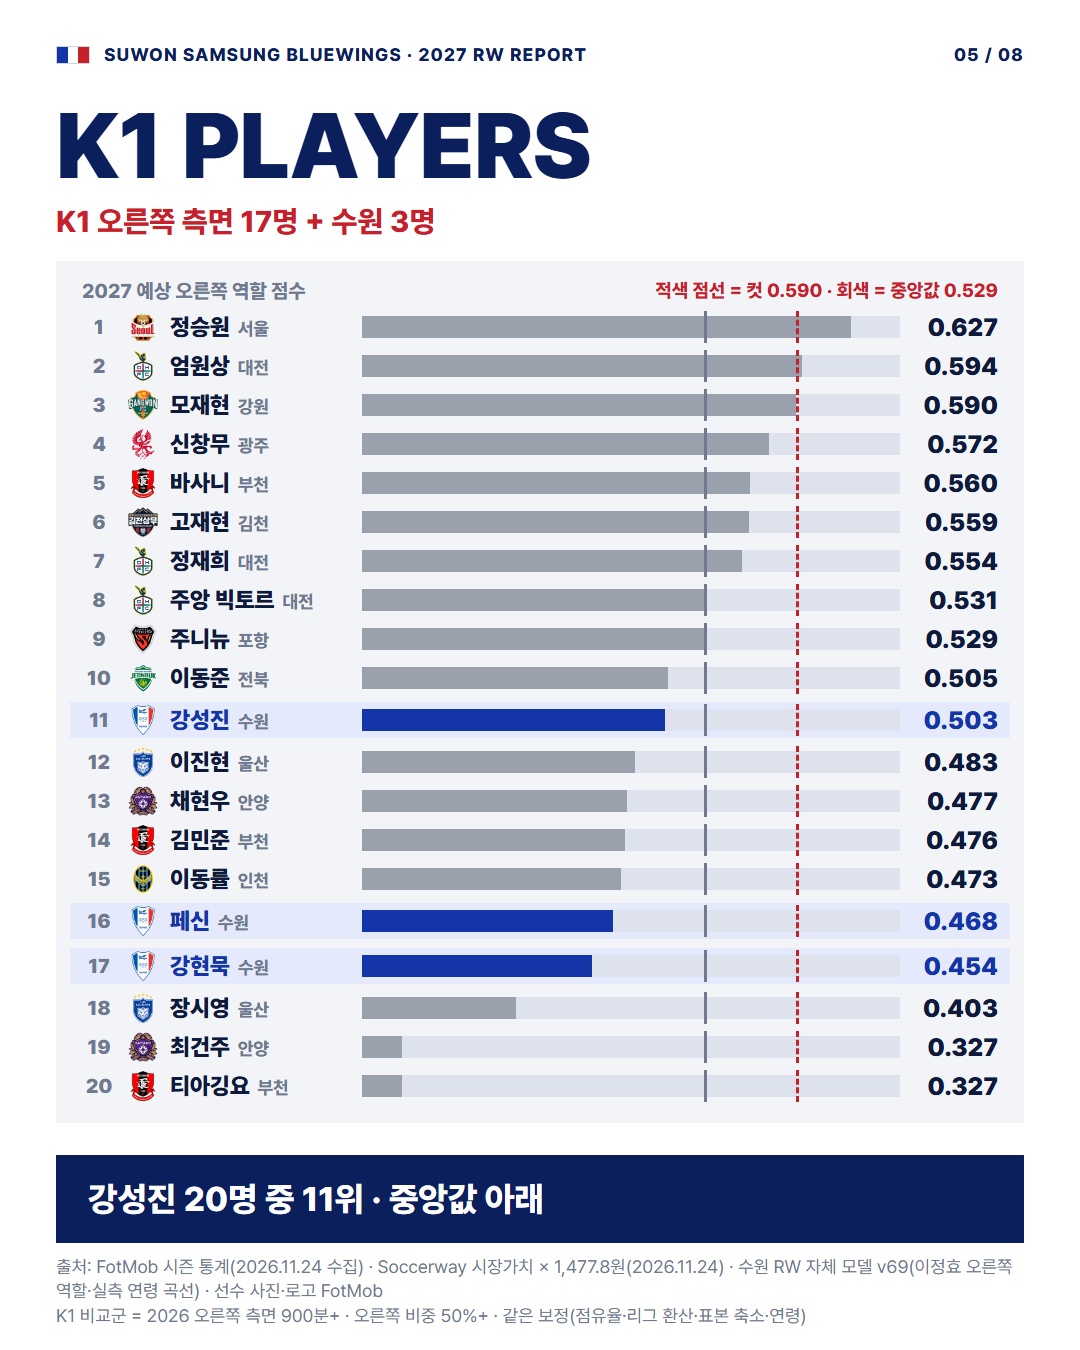 SUWON SAMSUNG BLUEWINGS · 2027 RW REPORT
05 / 08
K1 PLAYERS
K1 오른쪽 측면 17명 + 수원 3명
2027 예상 오른쪽 역할 점수
적색 점선 = 컷 0.590 · 회색 = 중앙값 0.529
1 정승원 서울 0.627
2 엄원상 대전 0.594
3 모재현 강원 0.590
4 신창무 광주 0.572
5 바사니 부천 0.560
6 고재현 김천 0.559
7 정재희 대전 0.554
8 주앙 빅토르 대전 0.531
9 주니뉴 포항 0.529
10 이동준 전북 0.505
11 강성진 수원 0.503
12 이진현 울산 0.483
13 채현우 안양 0.477
14 김민준 부천 0.476
15 이동률 인천 0.473
16 페신 수원 0.468
17 강현묵 수원 0.454
18 장시영 울산 0.403
19 최건주 안양 0.327
20 티아깅요 부천 0.327
강성진 20명 중 11위 · 중앙값 아래
출처: FotMob 시즌 통계(2026.11.24 수집) · Soccerway 시장가치 × 1,477.8원(2026.11.24) · 수원 RW 자체 모델 v69(이정효 오른쪽
역할·실측 연령 곡선) · 선수 사진·로고 FotMob
K1 비교군 = 2026 오른쪽 측면 900분+ · 오른쪽 비중 50%+ · 같은 보정(점유율·리그 환산·표본 축소·연령)